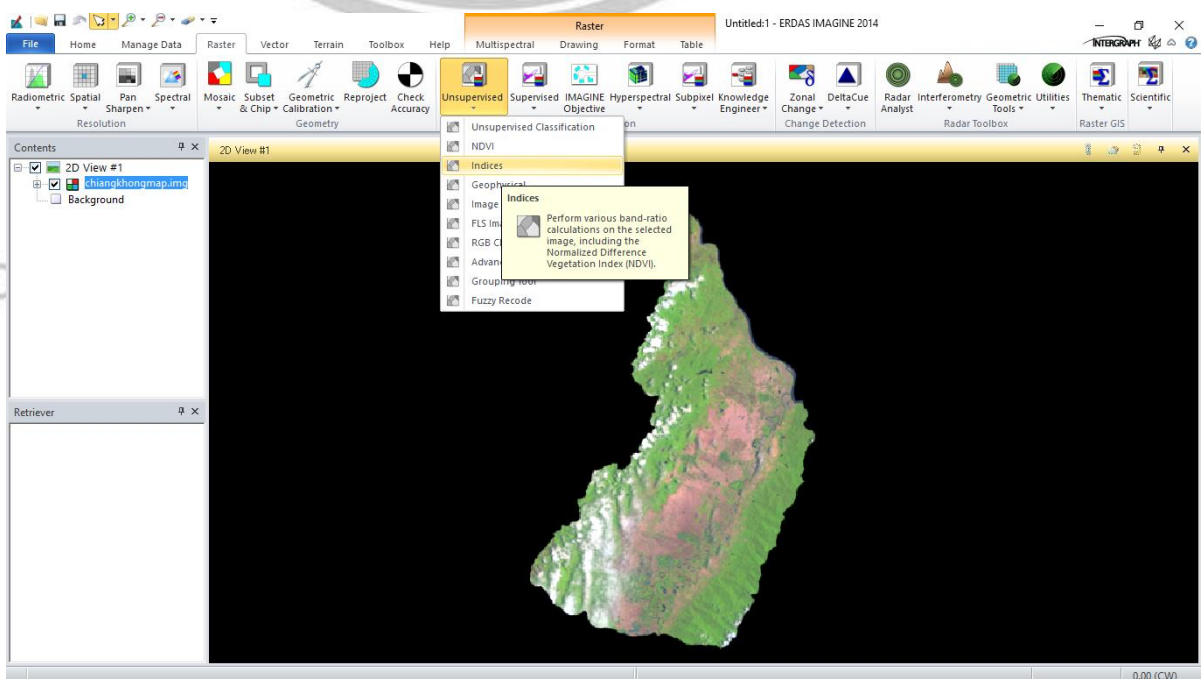 Untitled:1 - ERDAS IMAGINE 2014
Raster
File Home Manage Data Raster Vector Terrain Toolbox Help Multispectral Drawing Format Table
INTERGRAPH
Radiometric Spatial Pan Sharpen Spectral Mosaic Subset & Chip Geometric Calibration Reproject Check Accuracy Unsupervised Supervised IMAGINE Objective Hyperspectral Subpixel Knowledge Engineer Zonal Change DeltaCue Radar Analyst Interferometry Geometric Tools Utilities Thematic Scientific
Resolution Geometry on Change Detection Radar Toolbox Raster GIS
Contents
2D View #1
chiangkhongmap.img
Background
Retriever
2D View #1
Unsupervised Classification
NDVI
Indices
Geophysical
Image
FLS Im
RGB Cl
Advan
Grouping Tool
Fuzzy Recode
Indices
Perform various band-ratio
calculations on the selected
image, including the
Normalized Difference
Vegetation Index (NDVI).
0.00 (CW)